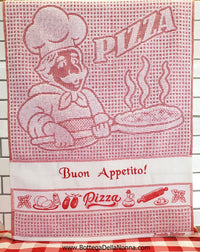 PIZZA
Buon Appetito!
Pizza
www.BottegaDellaNonna.com